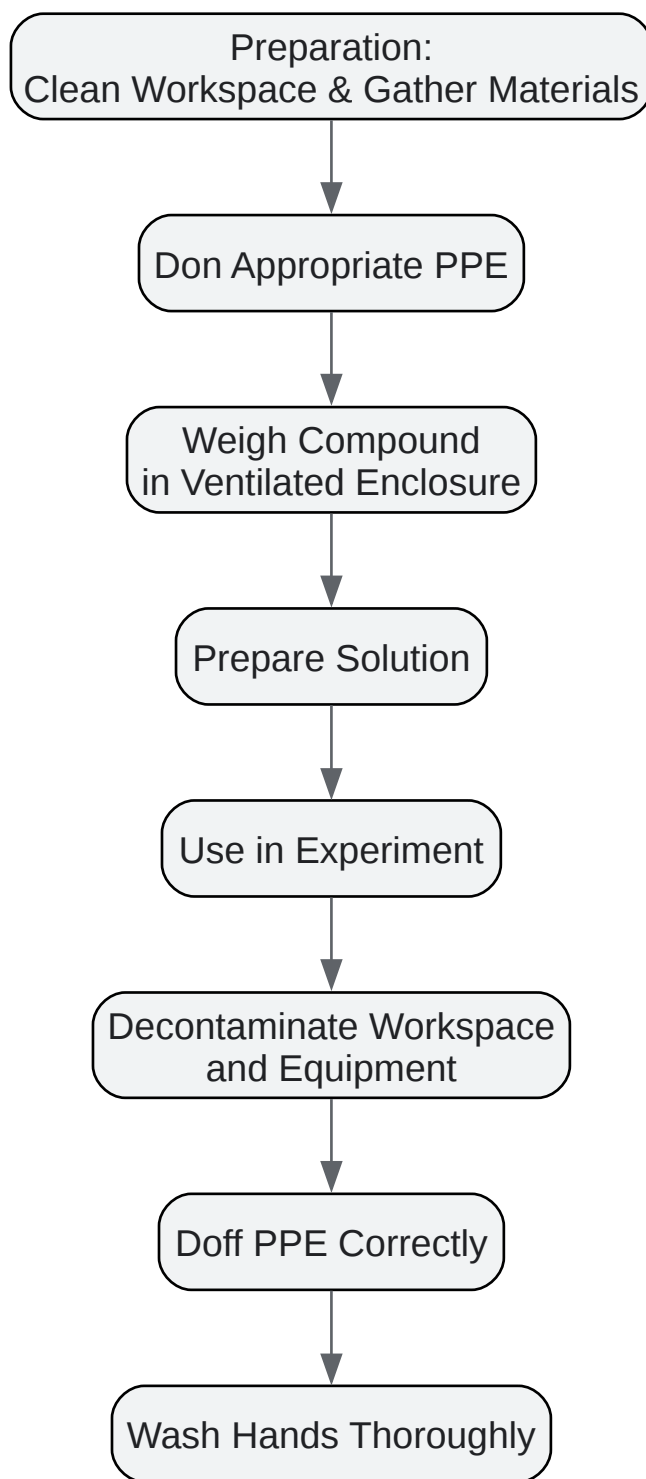 Preparation:
Clean Workspace & Gather Materials
Don Appropriate PPE
Weigh Compound
in Ventilated Enclosure
Prepare Solution
Use in Experiment
Decontaminate Workspace
and Equipment
Doff PPE Correctly
Wash Hands Thoroughly